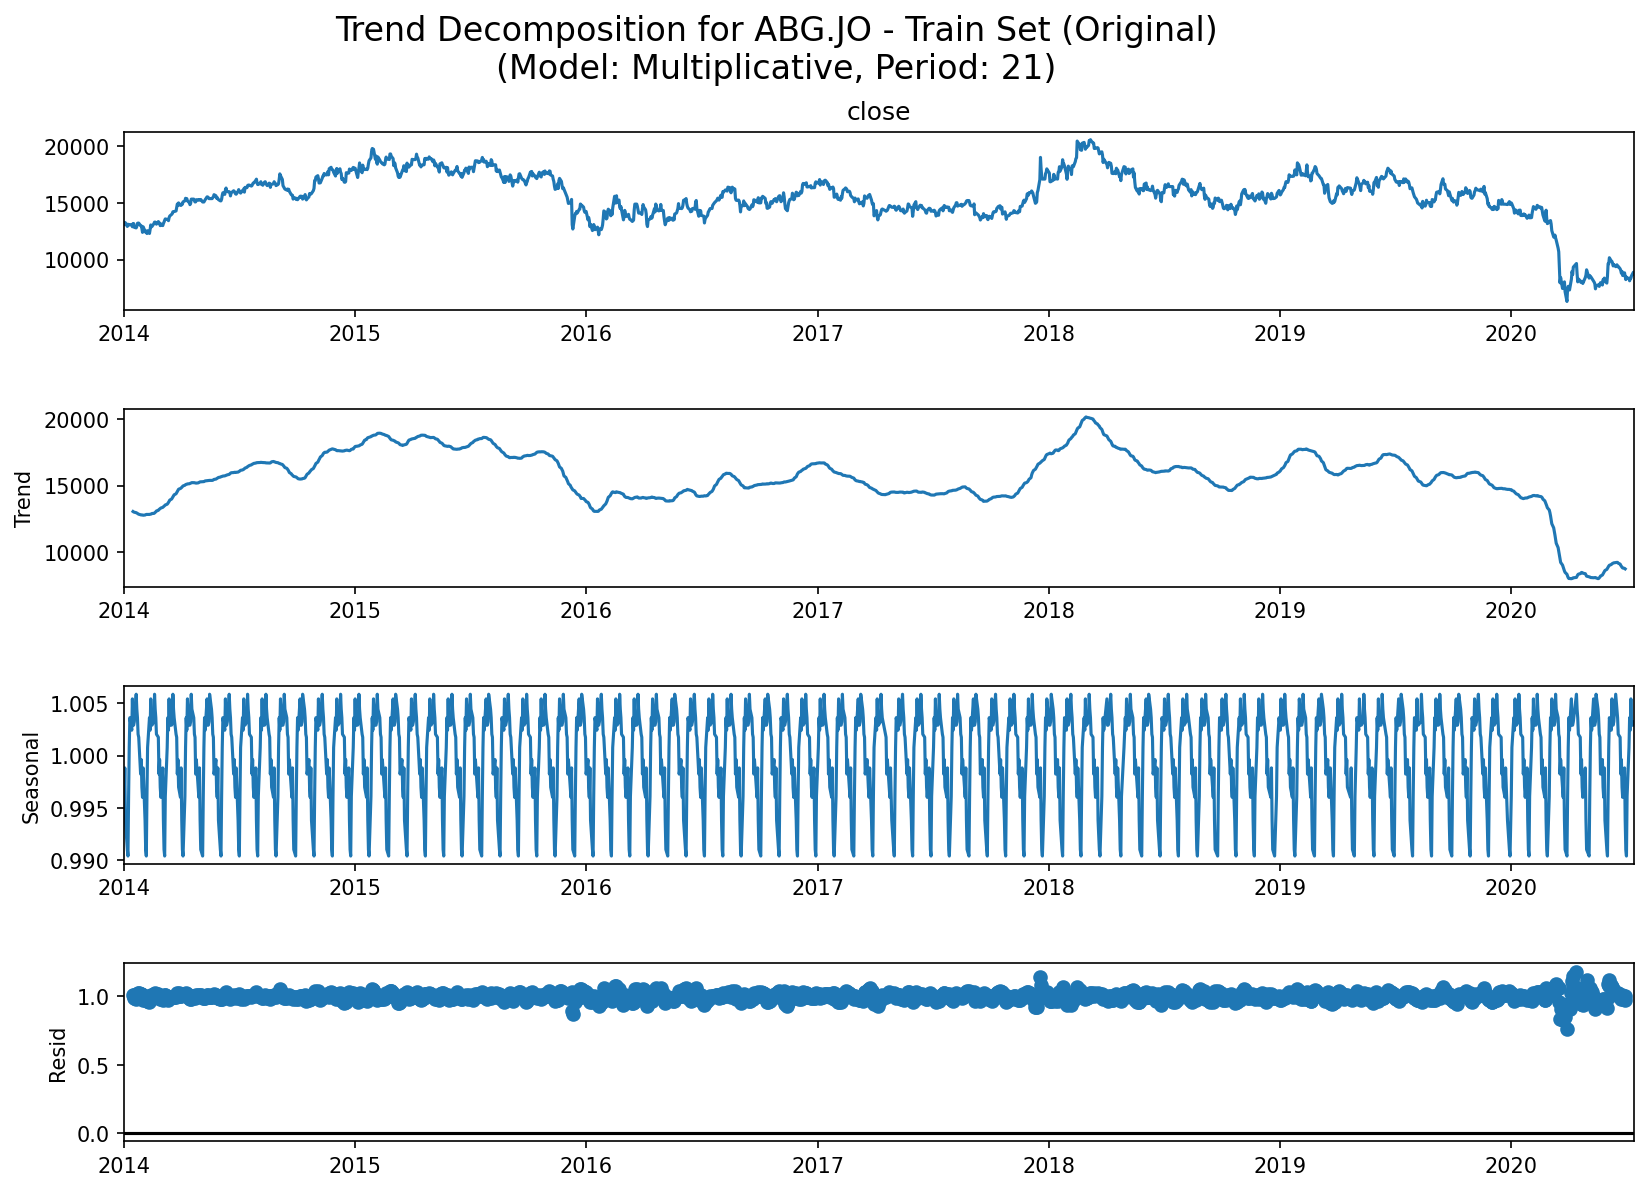 Trend Decomposition for ABG.JO - Train Set (Original)
(Model: Multiplicative, Period: 21)
close
20000
15000
10000
2014 2015 2016 2017 2018 2019 2020
Trend
20000
15000
10000
2014 2015 2016 2017 2018 2019 2020
Seasonal
1.005
1.000
0.995
0.990
2014 2015 2016 2017 2018 2019 2020
Resid
1.0
0.5
0.0
2014 2015 2016 2017 2018 2019 2020